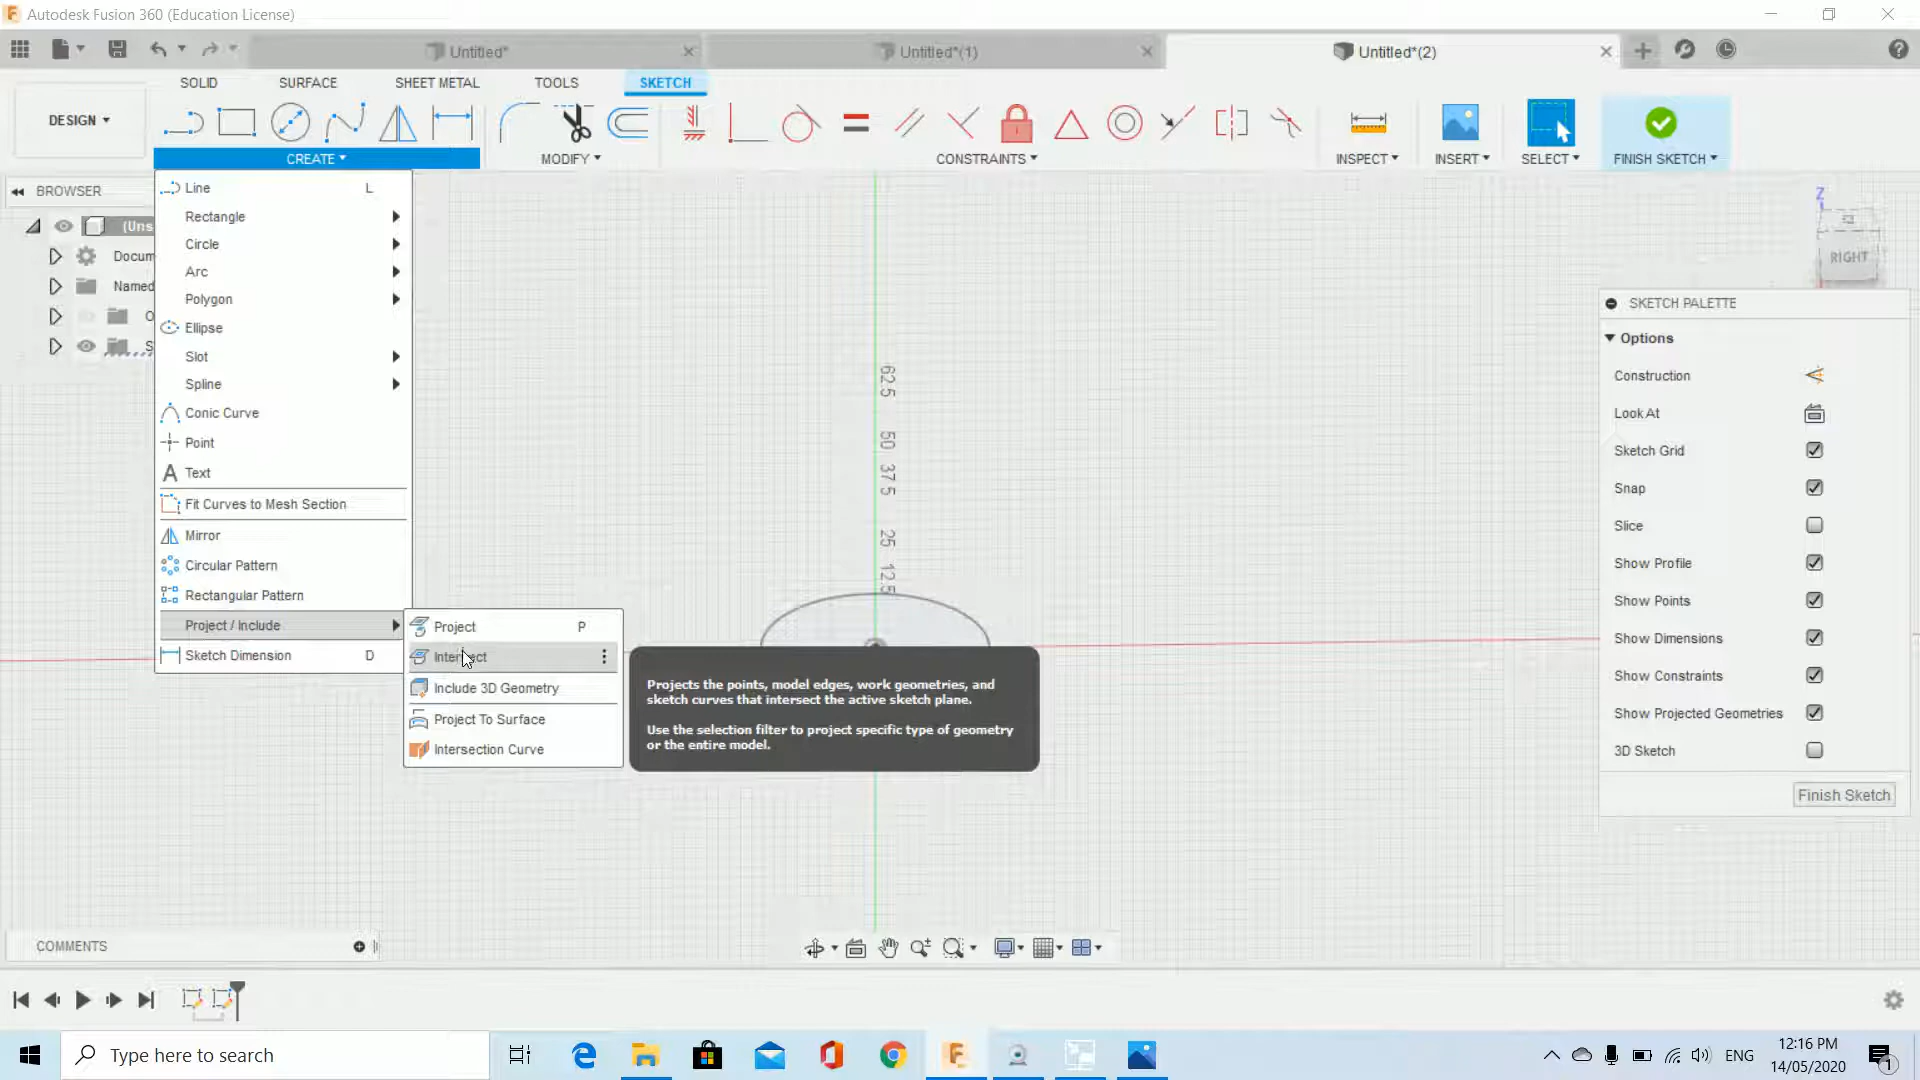 Autodesk Fusion 360 (Education License)
Untitled*
Untitled*(1)
Untitled*(2)
SOLID
SURFACE
SHEET METAL
TOOLS
SKETCH
DESIGN
CREATE
MODIFY
CONSTRAINTS
INSPECT
INSERT
SELECT
FINISH SKETCH
BROWSER
(Uns
Docum
Named
O
S
Line L
Rectangle
Circle
Arc
Polygon
Ellipse
Slot
Spline
Conic Curve
Point
Text
Fit Curves to Mesh Section
Mirror
Circular Pattern
Rectangular Pattern
Project / Include
Sketch Dimension D
Project P
Intersect
Include 3D Geometry
Project To Surface
Intersection Curve
Projects the points, model edges, work geometries, and
sketch curves that intersect the active sketch plane.
Use the selection filter to project specific type of geometry
or the entire model.
62.5
50
37.5
25
12.5
Z
RIGHT
SKETCH PALETTE
Options
Construction
Look At
Sketch Grid
Snap
Slice
Show Profile
Show Points
Show Dimensions
Show Constraints
Show Projected Geometries
3D Sketch
Finish Sketch
COMMENTS
Type here to search
ENG
12:16 PM
14/05/2020
1